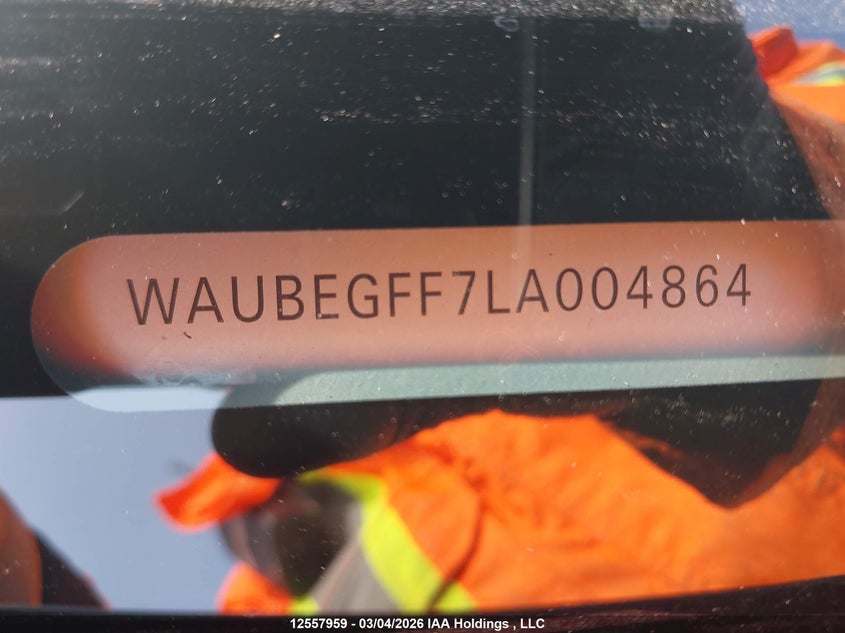 WAUBEGFF7LA004864
12557959 - 03/04/2026 IAA Holdings , LLC